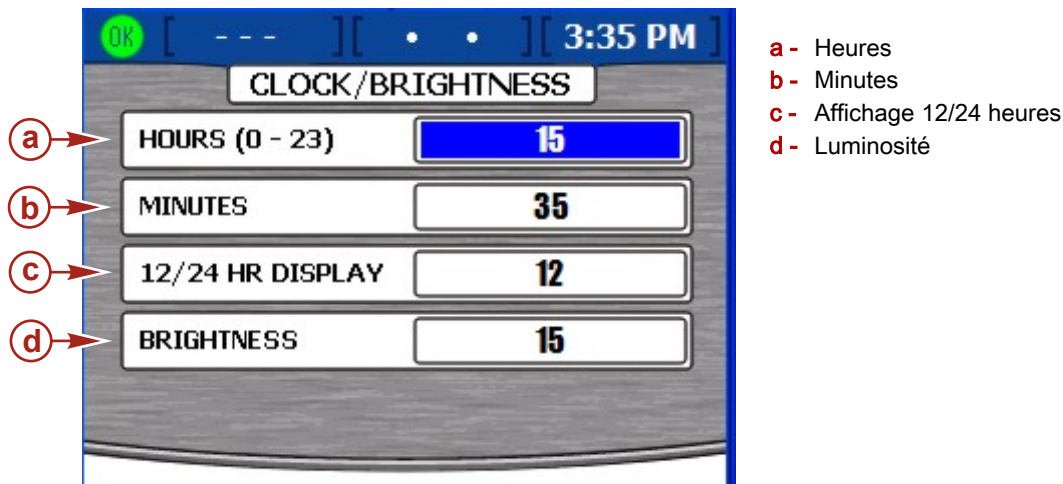 OK [ - - - ][ • • ][ 3:35 PM ]
CLOCK/BRIGHTNESS
a HOURS (0 - 23) 15
b MINUTES 35
c 12/24 HR DISPLAY 12
d BRIGHTNESS 15
a - Heures
b - Minutes
c - Affichage 12/24 heures
d - Luminosité